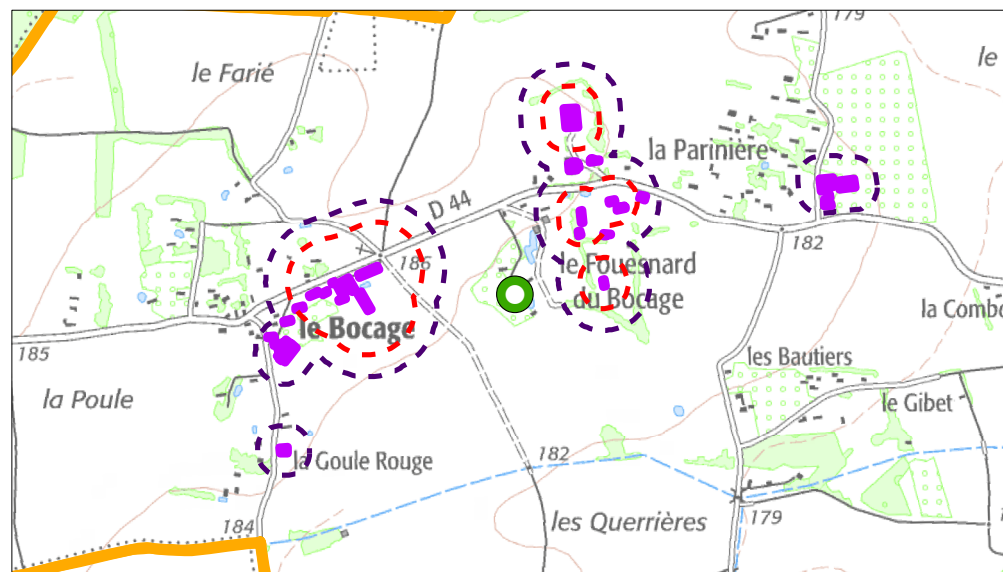 179
le Farié
le
la Parinière
D 44
186
182
le Fouesnard
du Bocage
la Combo
le Bocage
185
les Bautiers
la Poule
le Gibet
la Goule Rouge
182
184
les Querrières
179
1